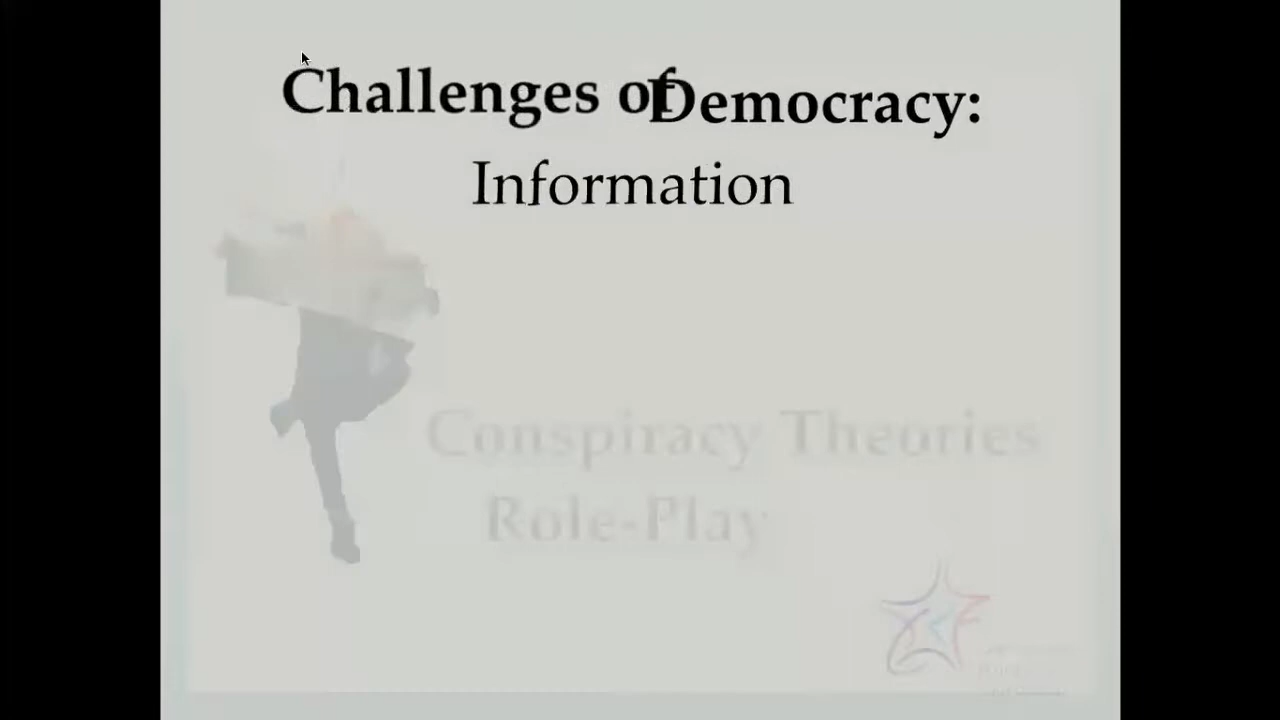 Challenges of Democracy:
Information
Conspiracy Theories
Role-Play